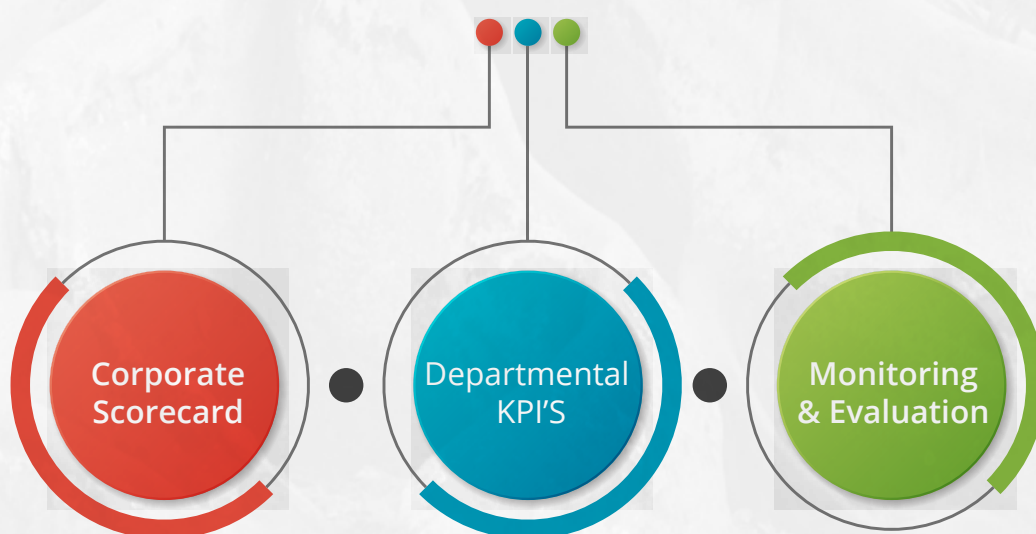 Corporate
Scorecard
Departmental
KPI'S
Monitoring
& Evaluation